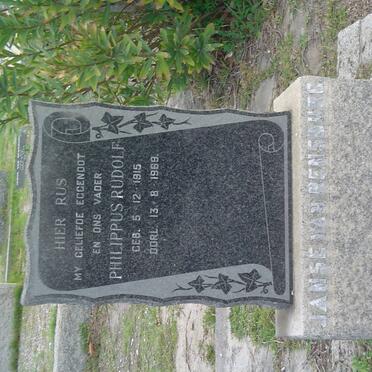 HIER RUS
MY GELIEFDE EGGENOOT
EN ONS VADER
PHILIPPUS RUDOLF
GEB. 5 · 12 · 1915
OORL. 13 · 8 · 1969.
JANSE VAN RENSBURG